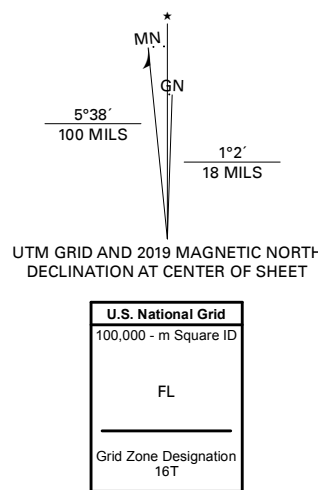 MN
GN
5°38´
100 MILS
1°2´
18 MILS
UTM GRID AND 2019 MAGNETIC NORTH
DECLINATION AT CENTER OF SHEET
U.S. National Grid
100,000 - m Square ID
FL
Grid Zone Designation
16T